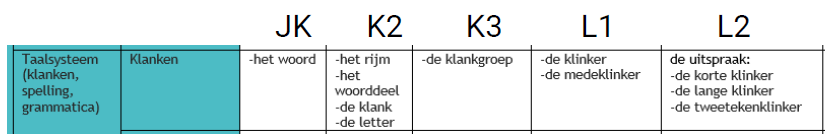 JK K2 K3 L1 L2
Taalsysteem (klanken, spelling, grammatica)
Klanken
-het woord
-het rijm
-het woorddeel
-de klank
-de letter
-de klankgroep
-de klinker
-de medeklinker
de uitspraak:
-de korte klinker
-de lange klinker
-de tweetekenklinker